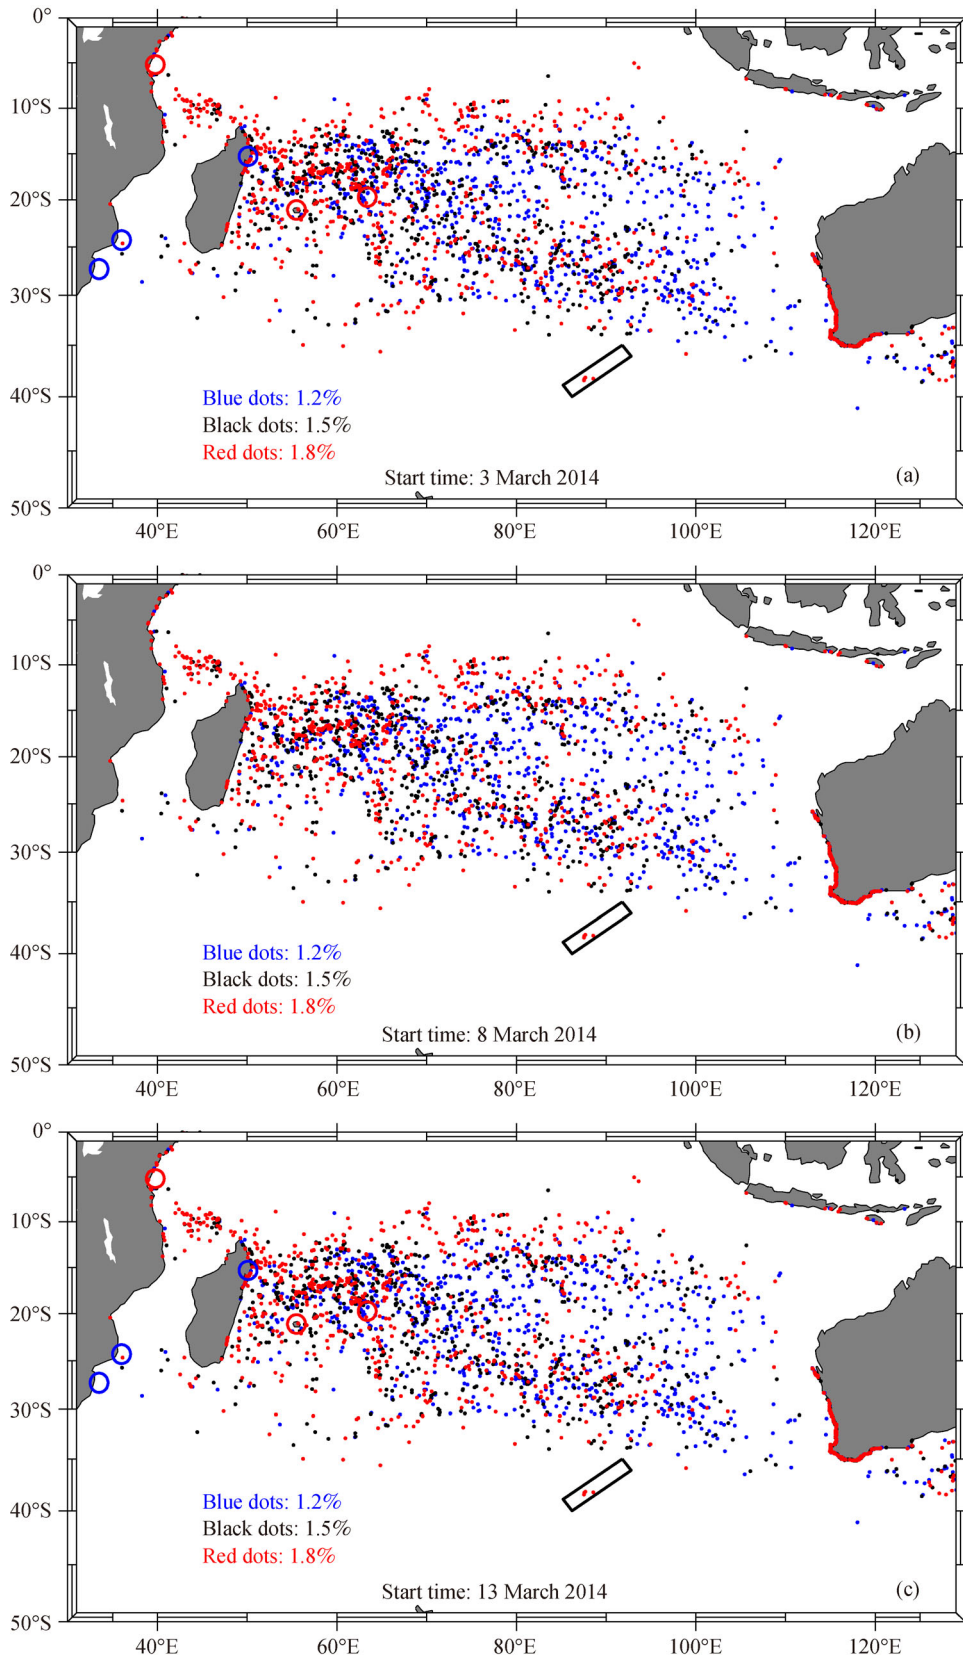 0°
10°S
20°S
30°S
40°S
50°S
Blue dots: 1.2%
Black dots: 1.5%
Red dots: 1.8%
Start time: 3 March 2014
(a)
40°E 60°E 80°E 100°E 120°E
0°
10°S
20°S
30°S
40°S
50°S
Blue dots: 1.2%
Black dots: 1.5%
Red dots: 1.8%
Start time: 8 March 2014
(b)
40°E 60°E 80°E 100°E 120°E
0°
10°S
20°S
30°S
40°S
50°S
Blue dots: 1.2%
Black dots: 1.5%
Red dots: 1.8%
Start time: 13 March 2014
(c)
40°E 60°E 80°E 100°E 120°E